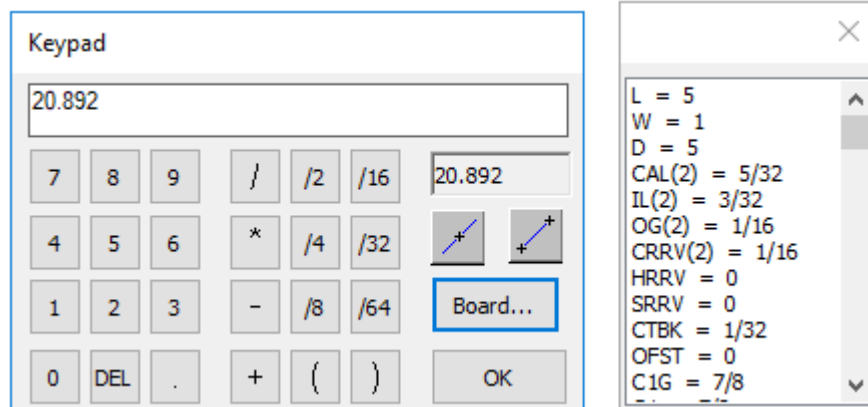 Keypad
20.892
7 8 9 / /2 /16 20.892
4 5 6 * /4 /32
1 2 3 - /8 /64 Board...
0 DEL . + ( ) OK
L = 5
W = 1
D = 5
CAL(2) = 5/32
IL(2) = 3/32
OG(2) = 1/16
CRRV(2) = 1/16
HRRV = 0
SRRV = 0
CTBK = 1/32
OFST = 0
C1G = 7/8